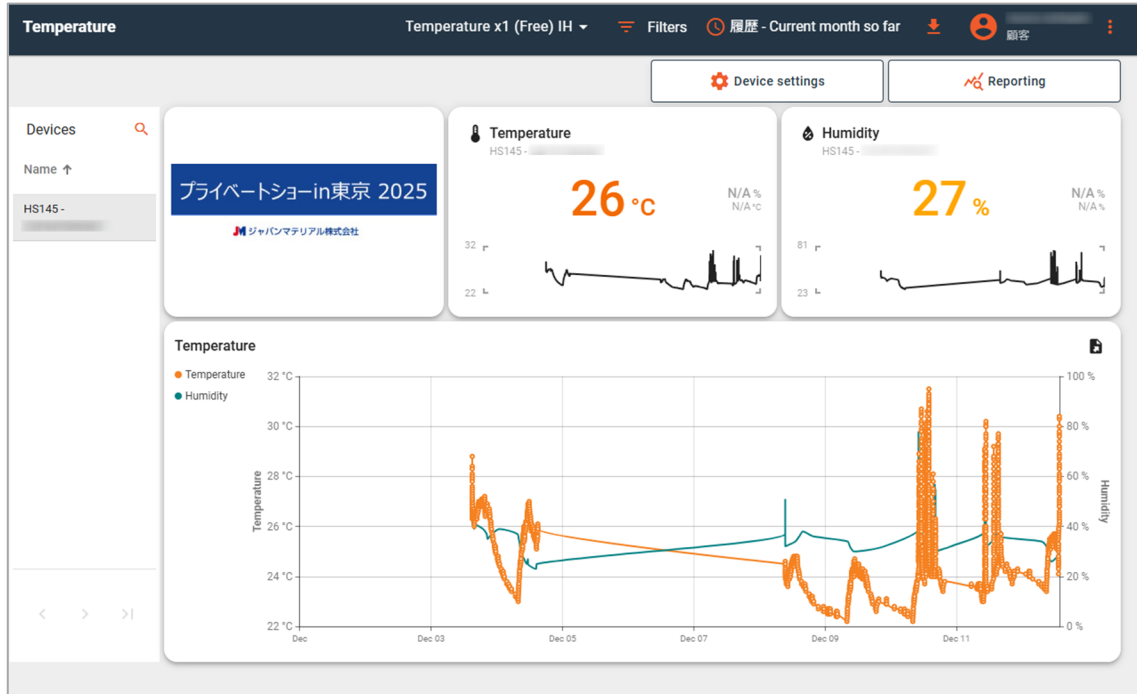 Temperature
Temperature x1 (Free) IH
Filters
履歴 - Current month so far
顧客
Device settings
Reporting
Devices
Name ↑
HS145 -
プライベートショーin東京 2025
JM ジャパンマテリアル株式会社
Temperature
HS145 -
26 °C
N/A %
N/A °C
32
22
Humidity
HS145 -
27 %
N/A %
N/A %
81
23
Temperature
Temperature
Humidity
32 °C
30 °C
28 °C
26 °C
24 °C
22 °C
Temperature
100 %
80 %
60 %
40 %
20 %
0 %
Humidity
Dec
Dec 03
Dec 05
Dec 07
Dec 09
Dec 11